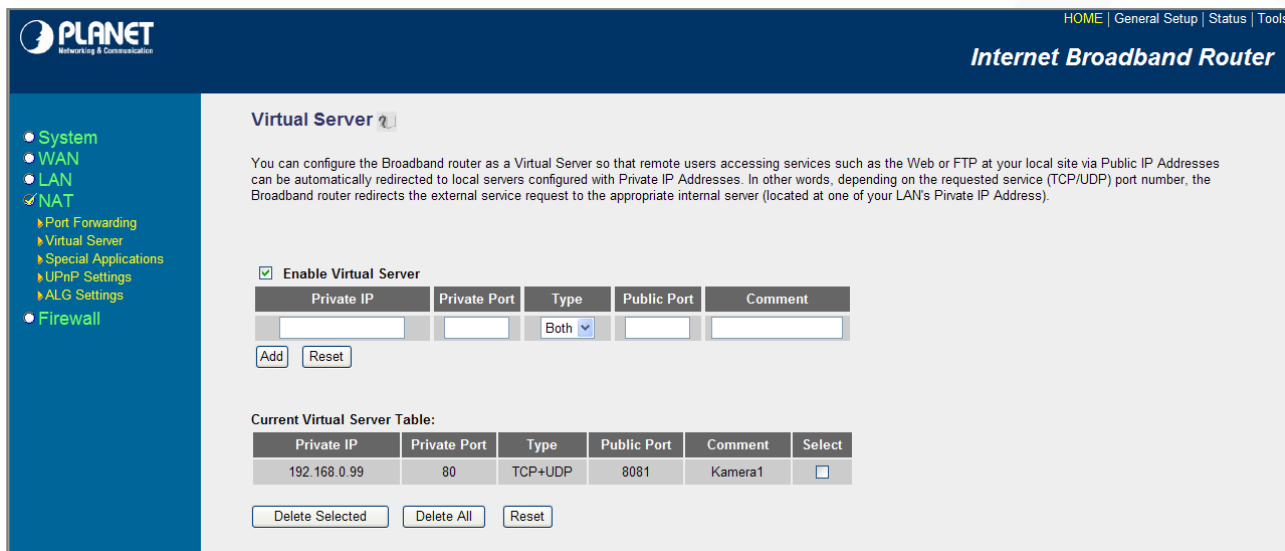 PLANET
Networking & Communication
HOME | General Setup | Status | Tools
Internet Broadband Router
System
WAN
LAN
NAT
Port Forwarding
Virtual Server
Special Applications
UPnP Settings
ALG Settings
Firewall
Virtual Server
You can configure the Broadband router as a Virtual Server so that remote users accessing services such as the Web or FTP at your local site via Public IP Addresses
can be automatically redirected to local servers configured with Private IP Addresses. In other words, depending on the requested service (TCP/UDP) port number, the
Broadband router redirects the external service request to the appropriate internal server (located at one of your LAN's Pirvate IP Address).
Enable Virtual Server
Private IP Private Port Type Public Port Comment
Both
Add Reset
Current Virtual Server Table:
Private IP Private Port Type Public Port Comment Select
192.168.0.99 80 TCP+UDP 8081 Kamera1
Delete Selected Delete All Reset